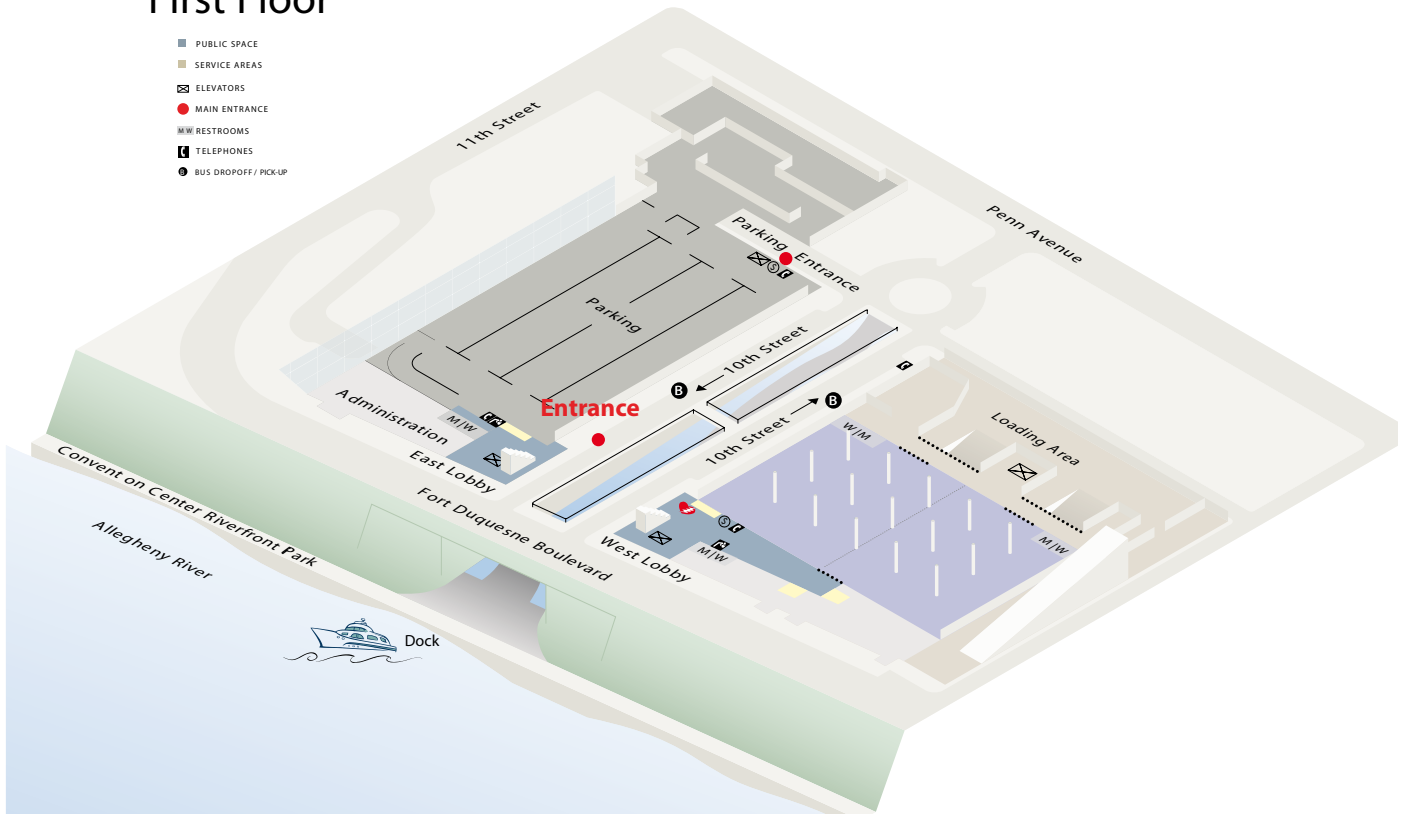 First Floor
PUBLIC SPACE
SERVICE AREAS
ELEVATORS
MAIN ENTRANCE
M W RESTROOMS
TELEPHONES
B BUS DROPOFF / PICK-UP
11th Street
Penn Avenue
Parking Entrance
S
Parking
10th Street
B
B
10th Street
Entrance
Administration
M|W
East Lobby
W|M
Loading Area
M|W
S
M|W
West Lobby
Fort Duquesne Boulevard
Convent on Center Riverfront Park
Allegheny River
Dock